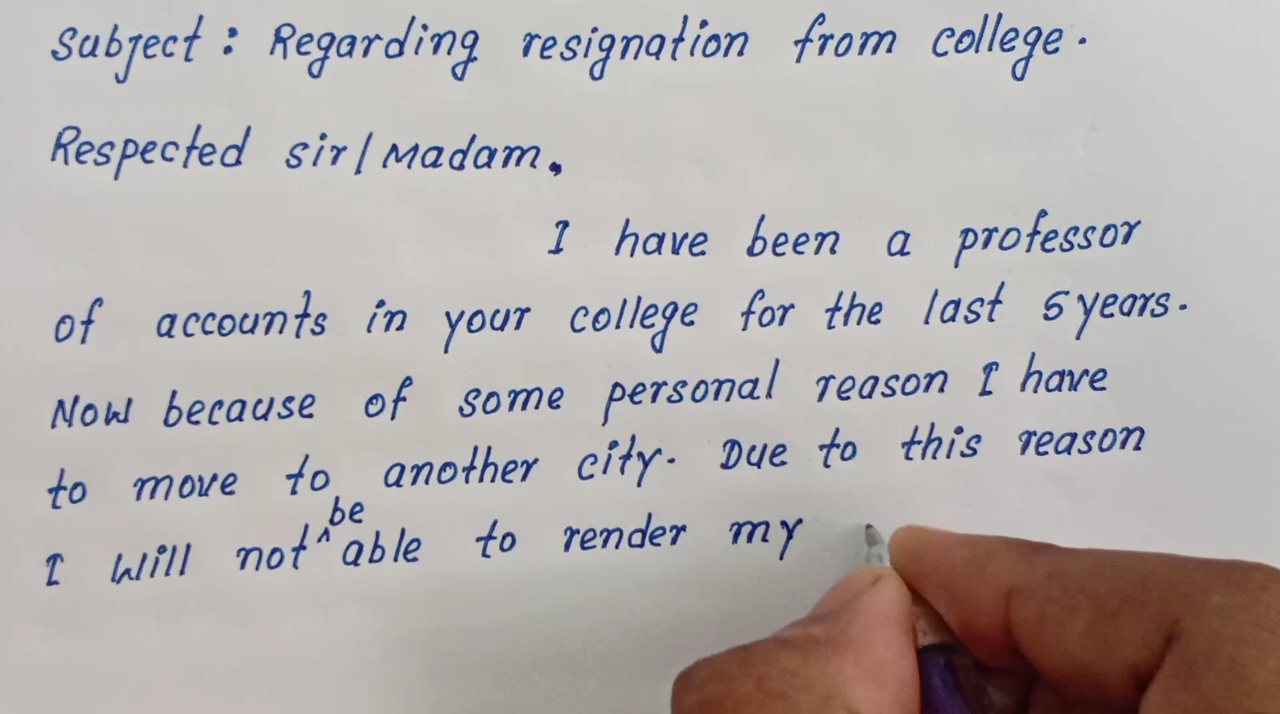 Subject : Regarding resignation from college.
Respected sir/Madam,
I have been a professor
of accounts in your college for the last 5 years.
Now because of some personal reason I have
to move to another city. Due to this reason
I will not ^be able to render my